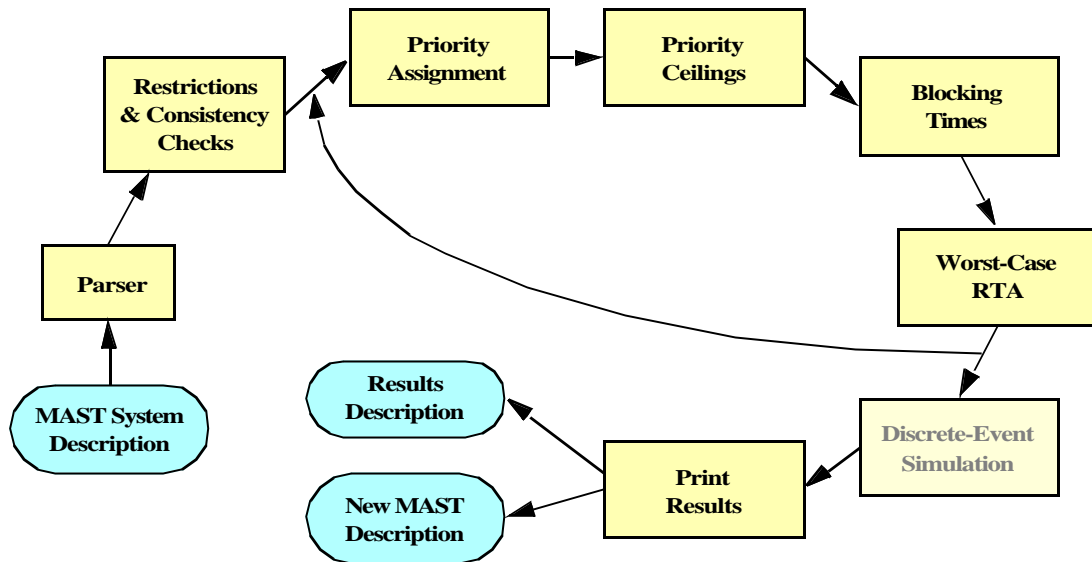 Priority
Assignment
Priority
Ceilings
Restrictions
& Consistency
Checks
Blocking
Times
Parser
Worst-Case
RTA
MAST System
Description
Results
Description
Discrete-Event
Simulation
Print
Results
New MAST
Description